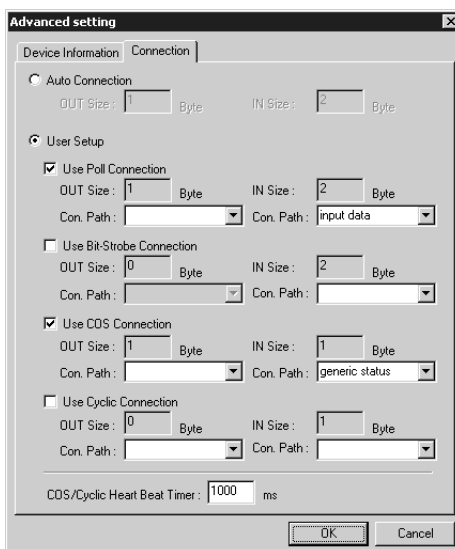 Advanced setting
Device Information Connection
Auto Connection
OUT Size : 1 Byte IN Size : 2 Byte
User Setup
Use Poll Connection
OUT Size : 1 Byte IN Size : 2 Byte
Con. Path : Con. Path : input data
Use Bit-Strobe Connection
OUT Size : 0 Byte IN Size : 2 Byte
Con. Path : Con. Path :
Use COS Connection
OUT Size : 1 Byte IN Size : 1 Byte
Con. Path : Con. Path : generic status
Use Cyclic Connection
OUT Size : 0 Byte IN Size : 1 Byte
Con. Path : Con. Path :
COS/Cyclic Heart Beat Timer : 1000 ms
OK Cancel